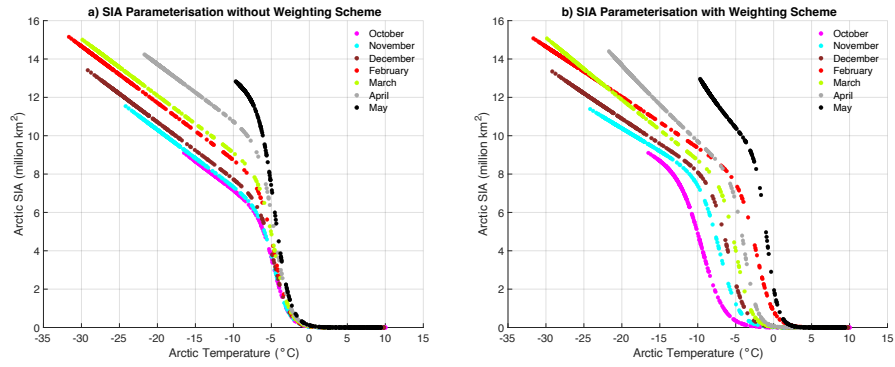 a) SIA Parameterisation without Weighting Scheme
16
14
12
10
8
6
4
2
0
Arctic SIA (million km²)
October
November
December
February
March
April
May
-35 -30 -25 -20 -15 -10 -5 0 5 10 15
Arctic Temperature (°C)
b) SIA Parameterisation with Weighting Scheme
16
14
12
10
8
6
4
2
0
Arctic SIA (million km²)
October
November
December
February
March
April
May
-35 -30 -25 -20 -15 -10 -5 0 5 10 15
Arctic Temperature (°C)